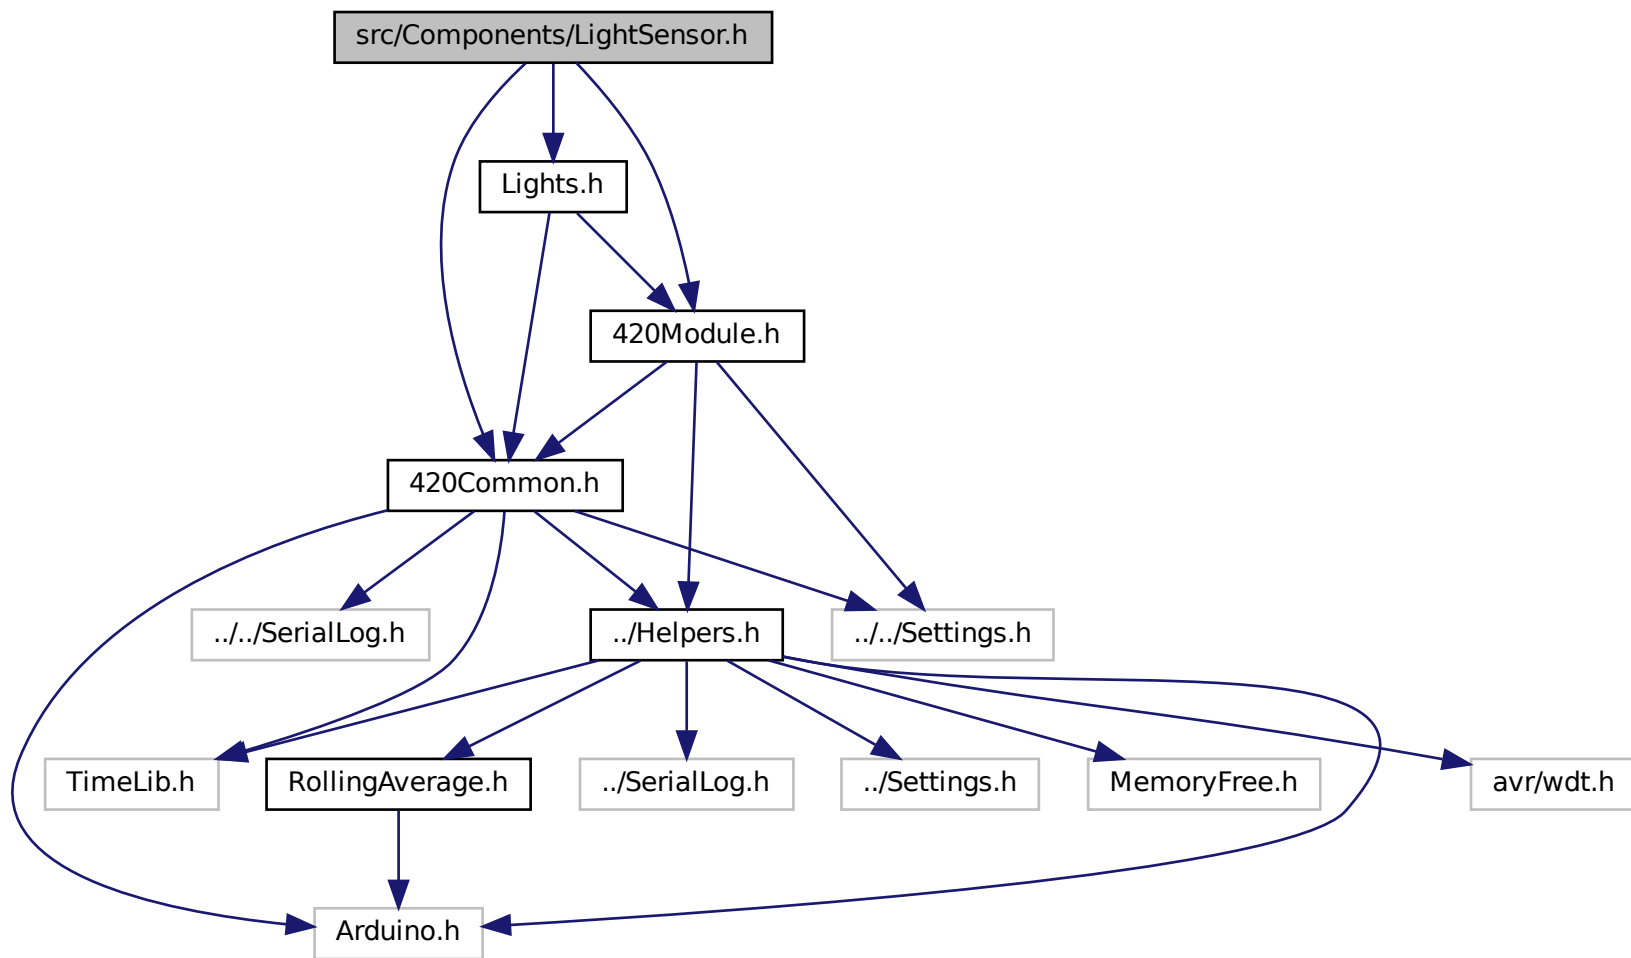 src/Components/LightSensor.h
Lights.h
420Module.h
420Common.h
../../SerialLog.h
../Helpers.h
../../Settings.h
TimeLib.h
RollingAverage.h
../SerialLog.h
../Settings.h
MemoryFree.h
avr/wdt.h
Arduino.h